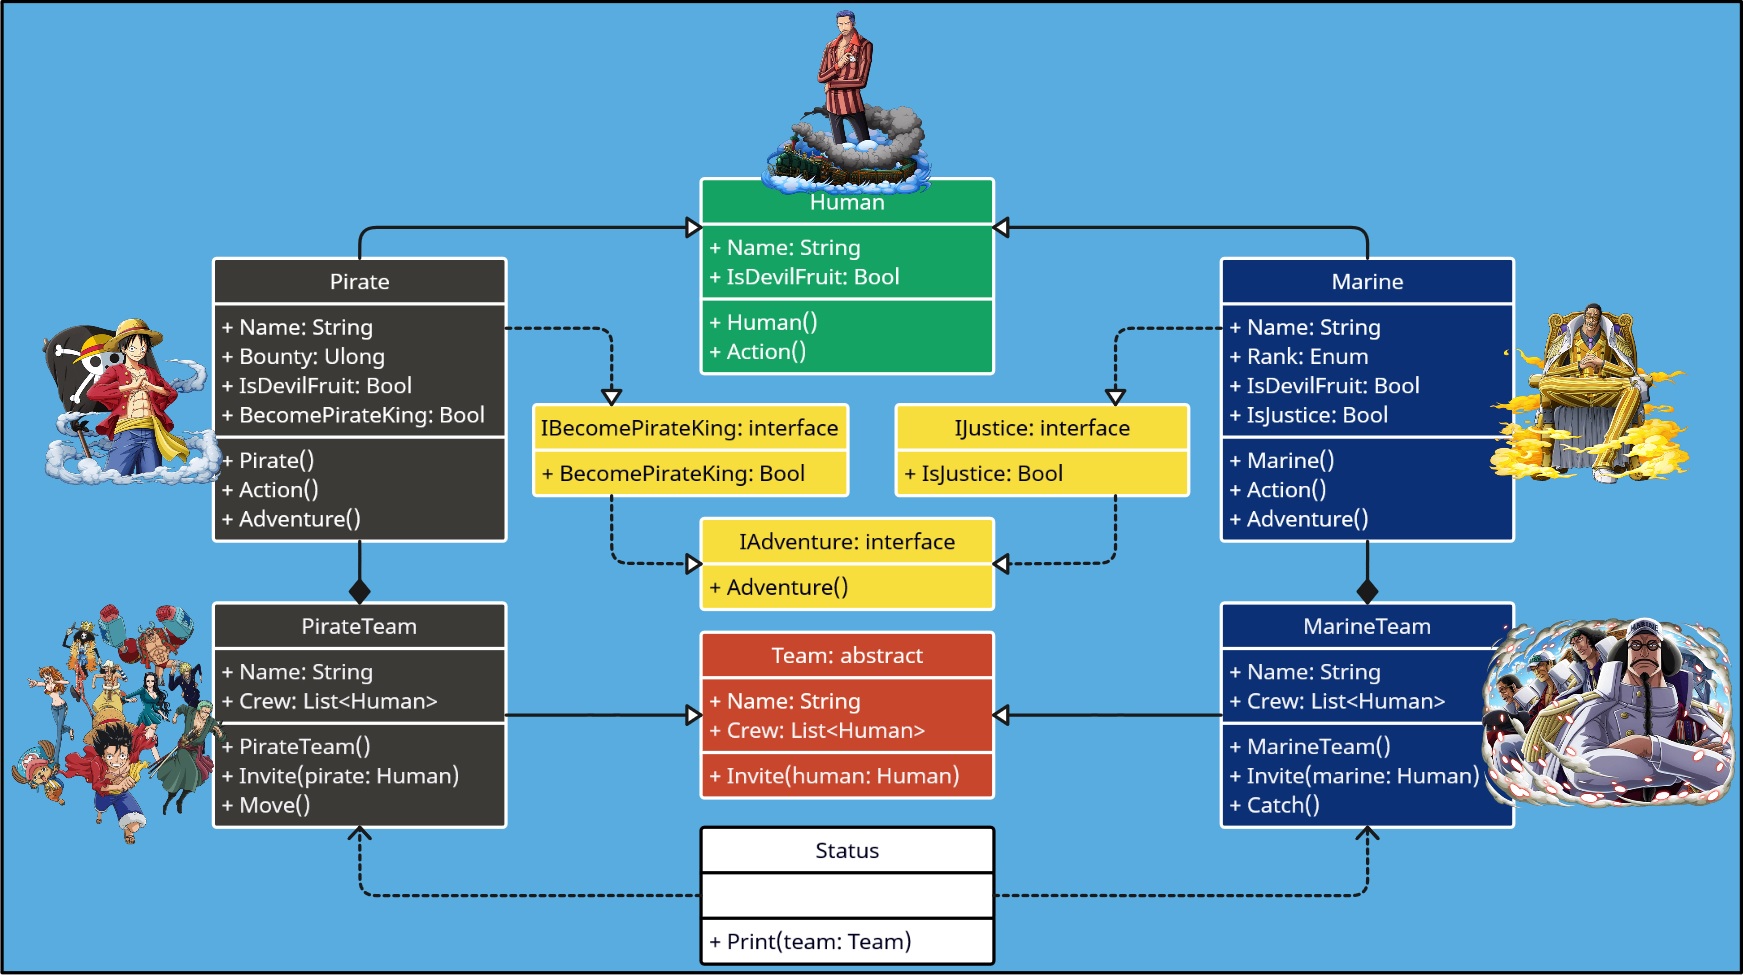 Human
+ Name: String
+ IsDevilFruit: Bool
+ Human()
+ Action()
Pirate
+ Name: String
+ Bounty: Ulong
+ IsDevilFruit: Bool
+ BecomePirateKing: Bool
+ Pirate()
+ Action()
+ Adventure()
Marine
+ Name: String
+ Rank: Enum
+ IsDevilFruit: Bool
+ IsJustice: Bool
+ Marine()
+ Action()
+ Adventure()
IBecomePirateKing: interface
+ BecomePirateKing: Bool
IJustice: interface
+ IsJustice: Bool
IAdventure: interface
+ Adventure()
PirateTeam
+ Name: String
+ Crew: List<Human>
+ PirateTeam()
+ Invite(pirate: Human)
+ Move()
Team: abstract
+ Name: String
+ Crew: List<Human>
+ Invite(human: Human)
MarineTeam
+ Name: String
+ Crew: List<Human>
+ MarineTeam()
+ Invite(marine: Human)
+ Catch()
Status
+ Print(team: Team)